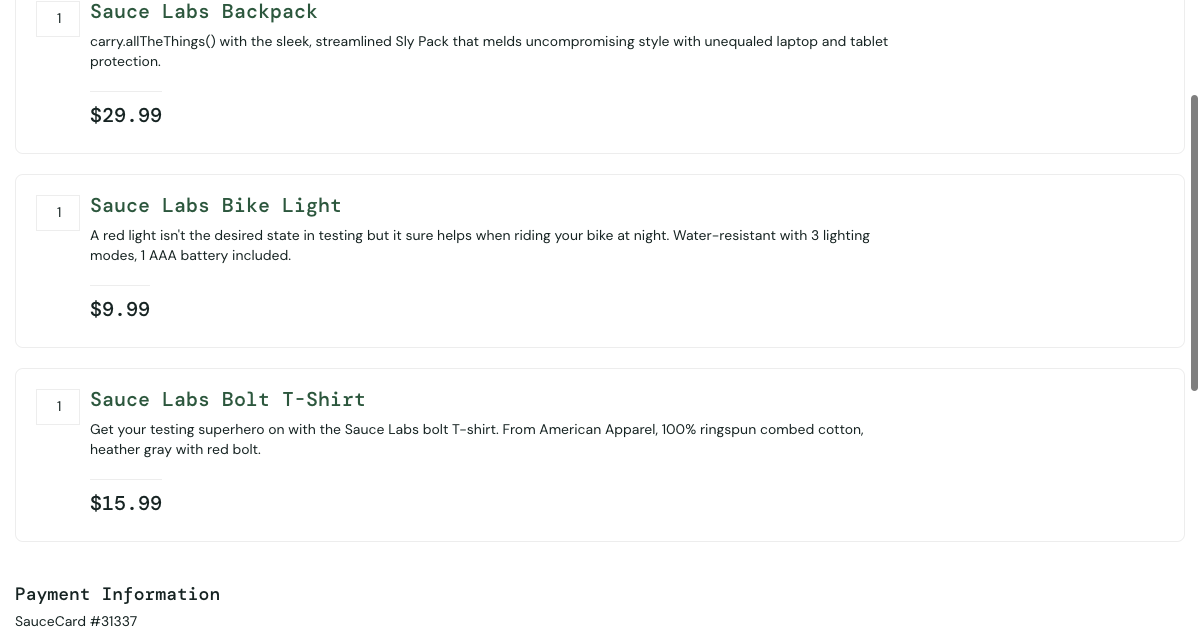 1
Sauce Labs Backpack
carry.allTheThings() with the sleek, streamlined Sly Pack that melds uncompromising style with unequaled laptop and tablet
protection.
$29.99
1
Sauce Labs Bike Light
A red light isn't the desired state in testing but it sure helps when riding your bike at night. Water-resistant with 3 lighting
modes, 1 AAA battery included.
$9.99
1
Sauce Labs Bolt T-Shirt
Get your testing superhero on with the Sauce Labs bolt T-shirt. From American Apparel, 100% ringspun combed cotton,
heather gray with red bolt.
$15.99
Payment Information
SauceCard #31337